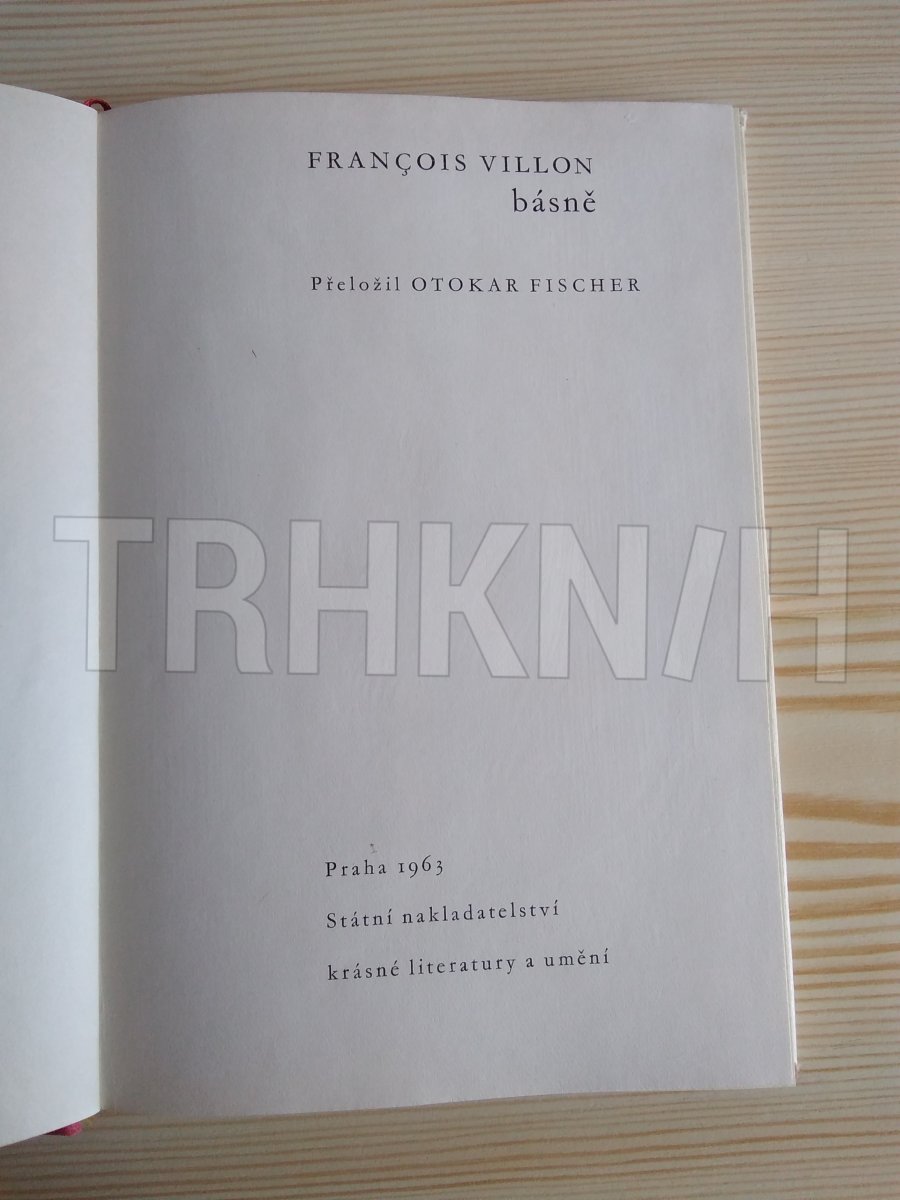 FRANÇOIS VILLON
básně
Přeložil OTOKAR FISCHER
TRHKNIH
Praha 1963
Státní nakladatelství
krásné literatury a umění